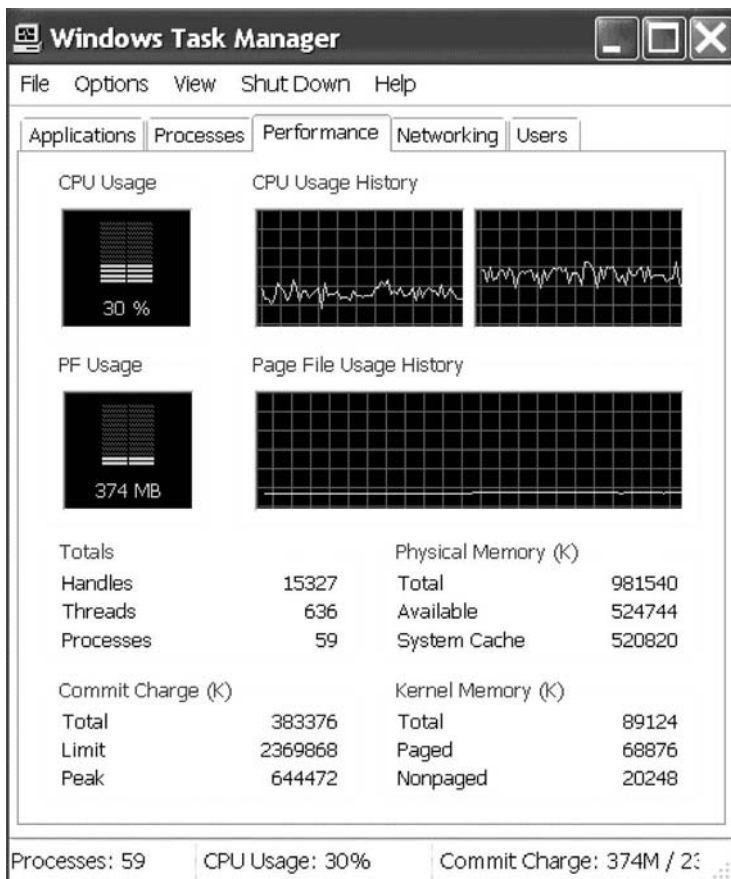 Windows Task Manager
File Options View Shut Down Help
Applications Processes Performance Networking Users
CPU Usage CPU Usage History
30 %
PF Usage Page File Usage History
374 MB
Totals Physical Memory (K)
Handles 15327 Total 981540
Threads 636 Available 524744
Processes 59 System Cache 520820
Commit Charge (K) Kernel Memory (K)
Total 383376 Total 89124
Limit 2369868 Paged 68876
Peak 644472 Nonpaged 20248
Processes: 59 CPU Usage: 30% Commit Charge: 374M / 23